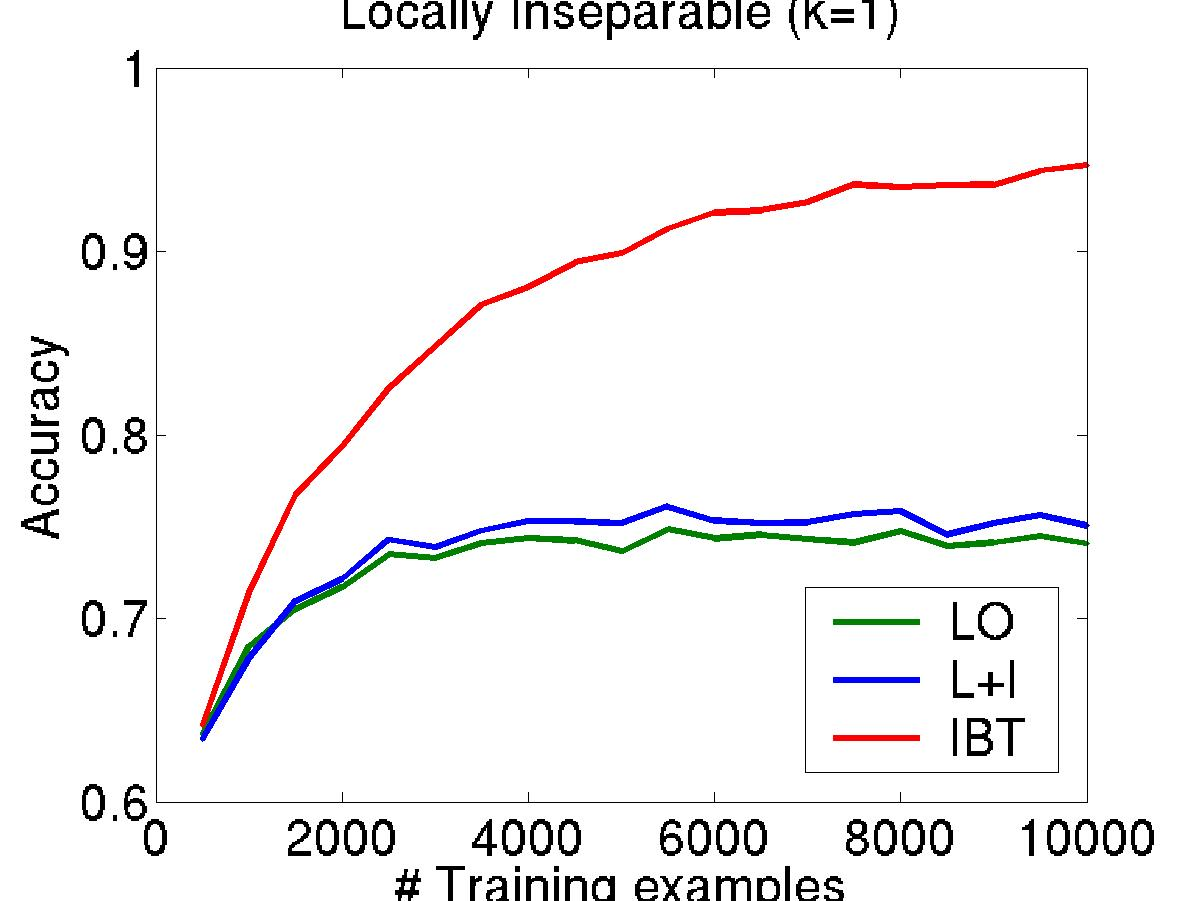 Locally Inseparable (k=1)
1
0.9
0.8
0.7
0.6
Accuracy
0
2000
4000
6000
8000
10000
# Training examples
LO
L+I
IBT